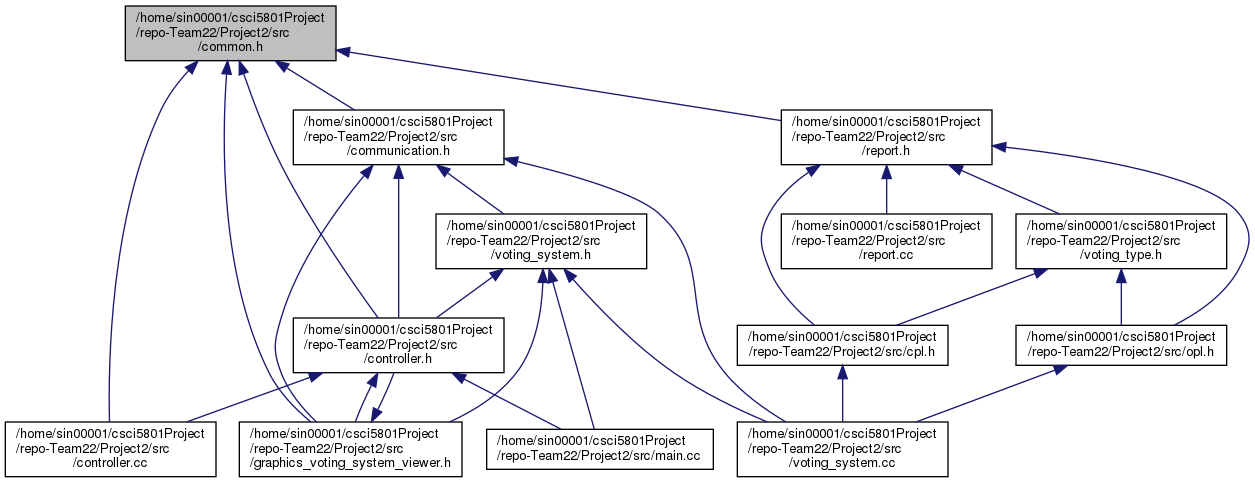 /home/sin00001/csci5801Project
/repo-Team22/Project2/src
/common.h
/home/sin00001/csci5801Project
/repo-Team22/Project2/src
/communication.h
/home/sin00001/csci5801Project
/repo-Team22/Project2/src
/report.h
/home/sin00001/csci5801Project
/repo-Team22/Project2/src
/voting_system.h
/home/sin00001/csci5801Project
/repo-Team22/Project2/src
/report.cc
/home/sin00001/csci5801Project
/repo-Team22/Project2/src
/voting_type.h
/home/sin00001/csci5801Project
/repo-Team22/Project2/src
/controller.h
/home/sin00001/csci5801Project
/repo-Team22/Project2/src/cpl.h
/home/sin00001/csci5801Project
/repo-Team22/Project2/src/opl.h
/home/sin00001/csci5801Project
/repo-Team22/Project2/src
/controller.cc
/home/sin00001/csci5801Project
/repo-Team22/Project2/src
/graphics_voting_system_viewer.h
/home/sin00001/csci5801Project
/repo-Team22/Project2/src/main.cc
/home/sin00001/csci5801Project
/repo-Team22/Project2/src
/voting_system.cc